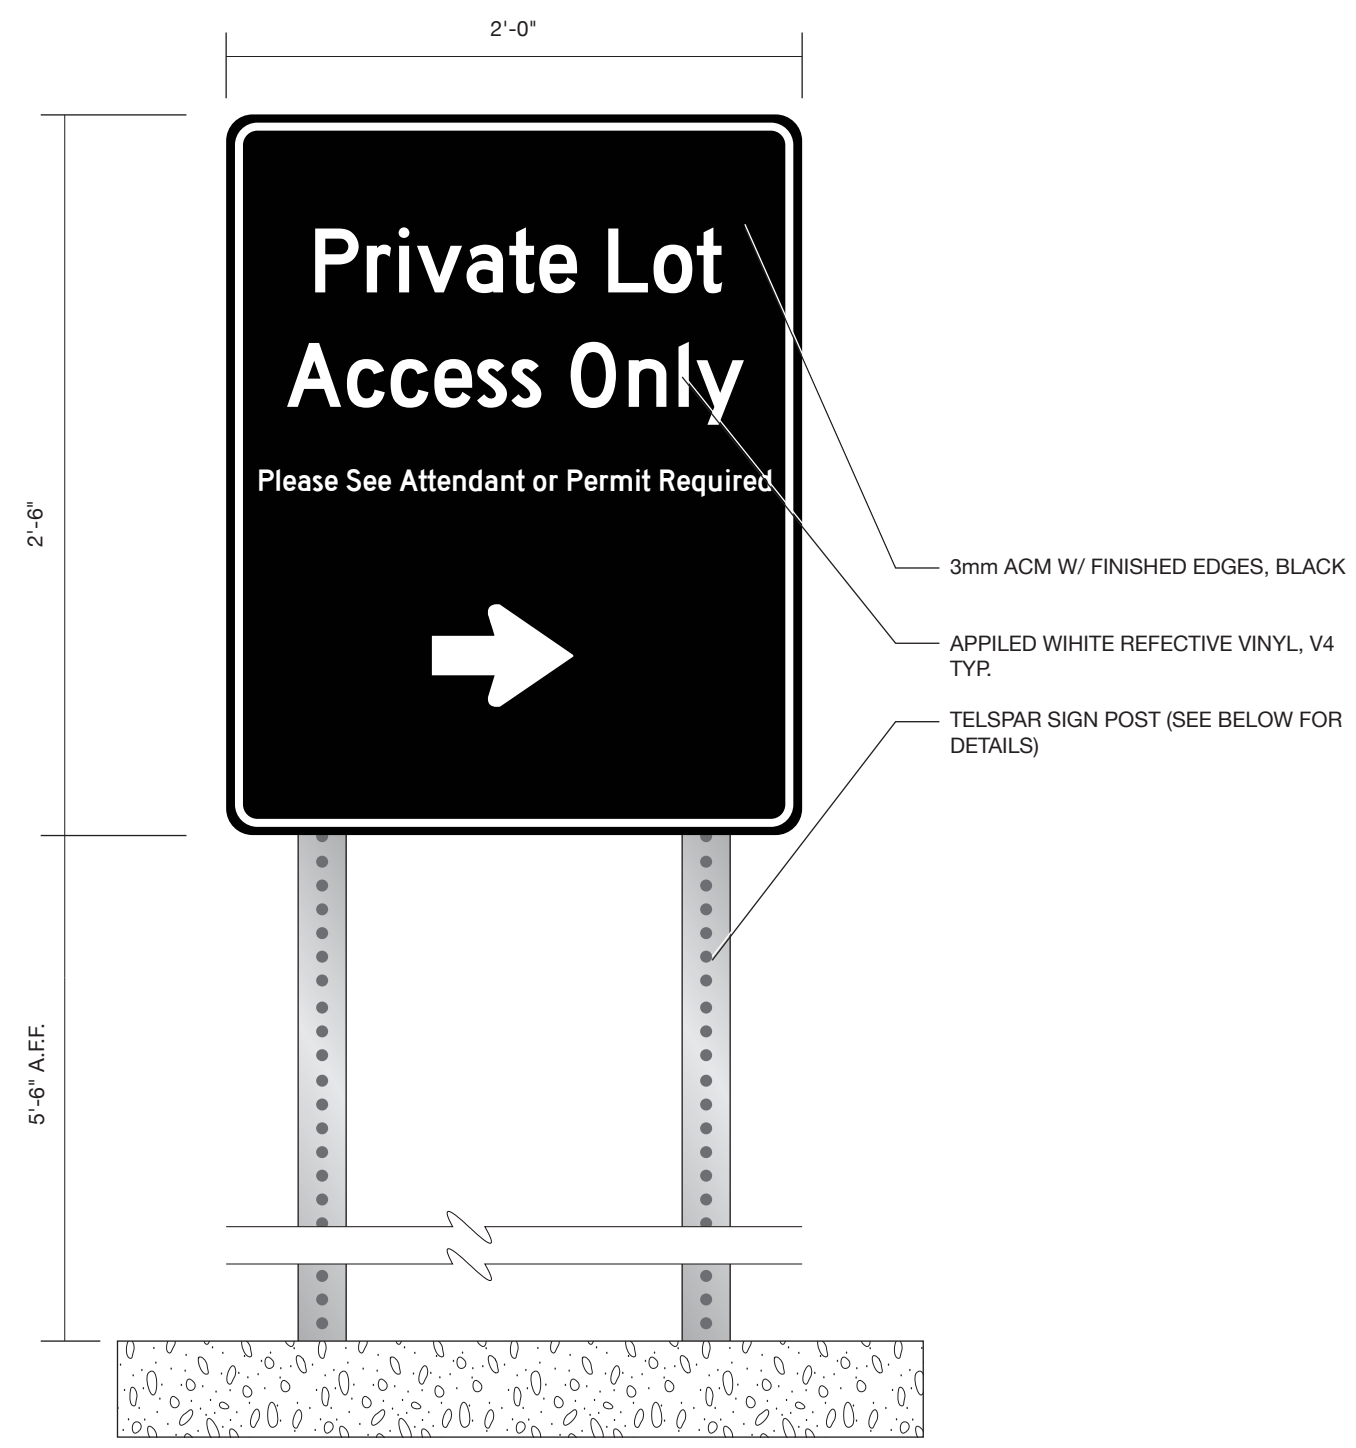 2'-0"
Private Lot
Access Only
Please See Attendant or Permit Required
2'-6"
3mm ACM W/ FINISHED EDGES, BLACK
APPILED WIHITE REFECTIVE VINYL, V4
TYP.
TELSPAR SIGN POST (SEE BELOW FOR
DETAILS)
5'-6" A.F.F.